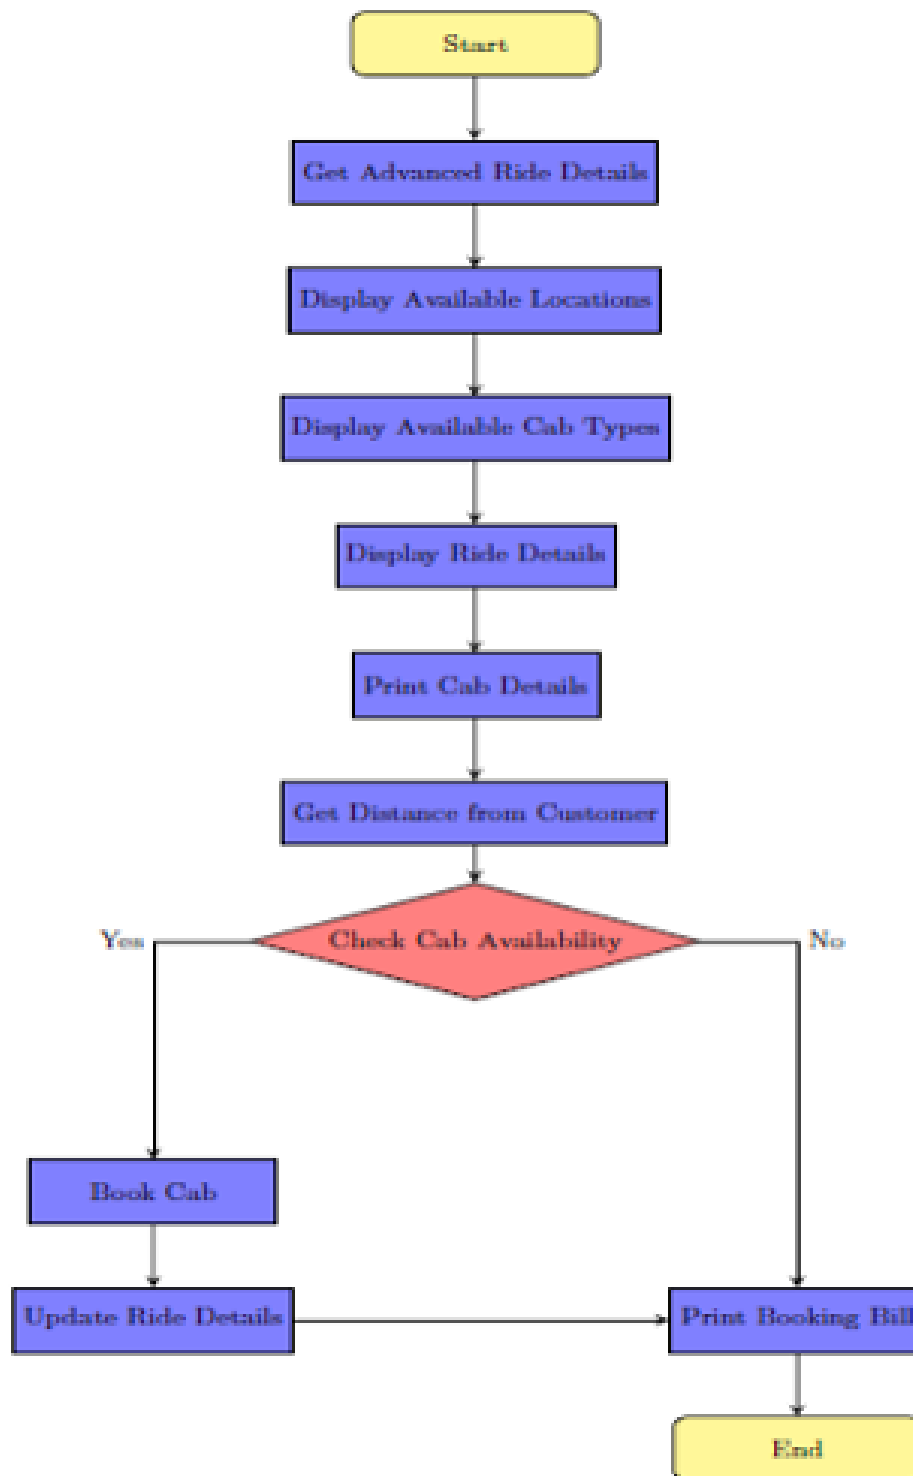 Start
Get Advanced Ride Details
Display Available Locations
Display Available Cab Types
Display Ride Details
Print Cab Details
Get Distance from Customer
Check Cab Availability
Yes
No
Book Cab
Update Ride Details
Print Booking Bill
End